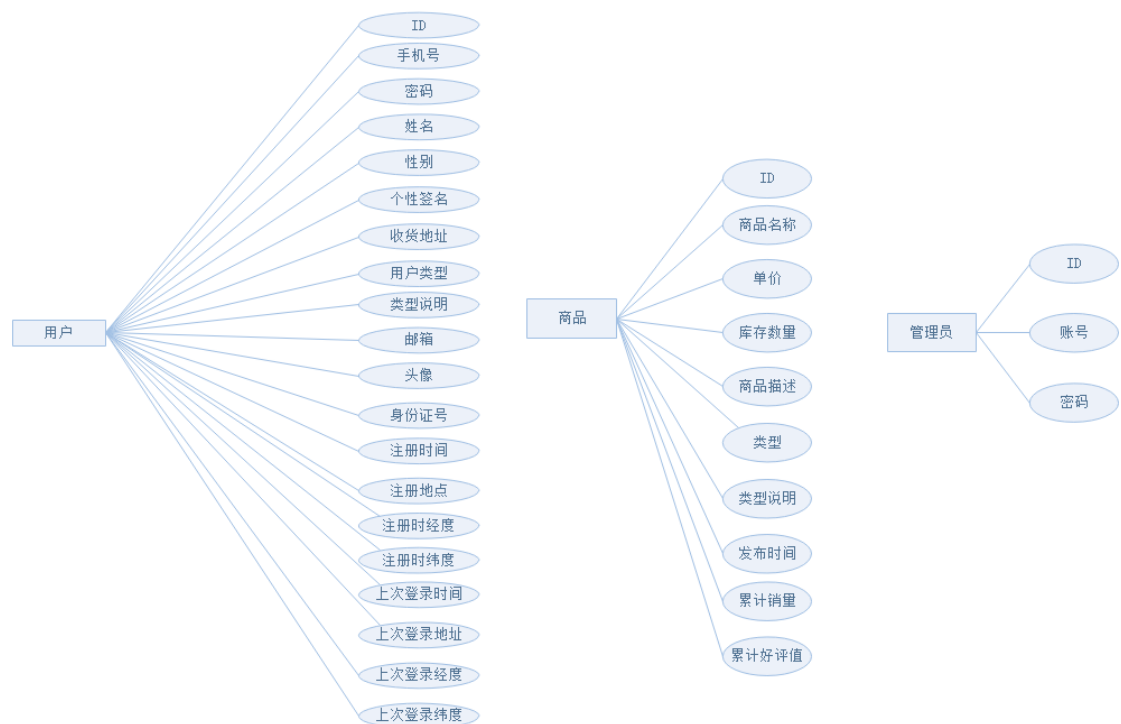 用户
ID
手机号
密码
姓名
性别
个性签名
收货地址
用户类型
类型说明
邮箱
头像
身份证号
注册时间
注册地点
注册时经度
注册时纬度
上次登录时间
上次登录地址
上次登录经度
上次登录纬度
商品
ID
商品名称
单价
库存数量
商品描述
类型
类型说明
发布时间
累计销量
累计好评值
管理员
ID
账号
密码